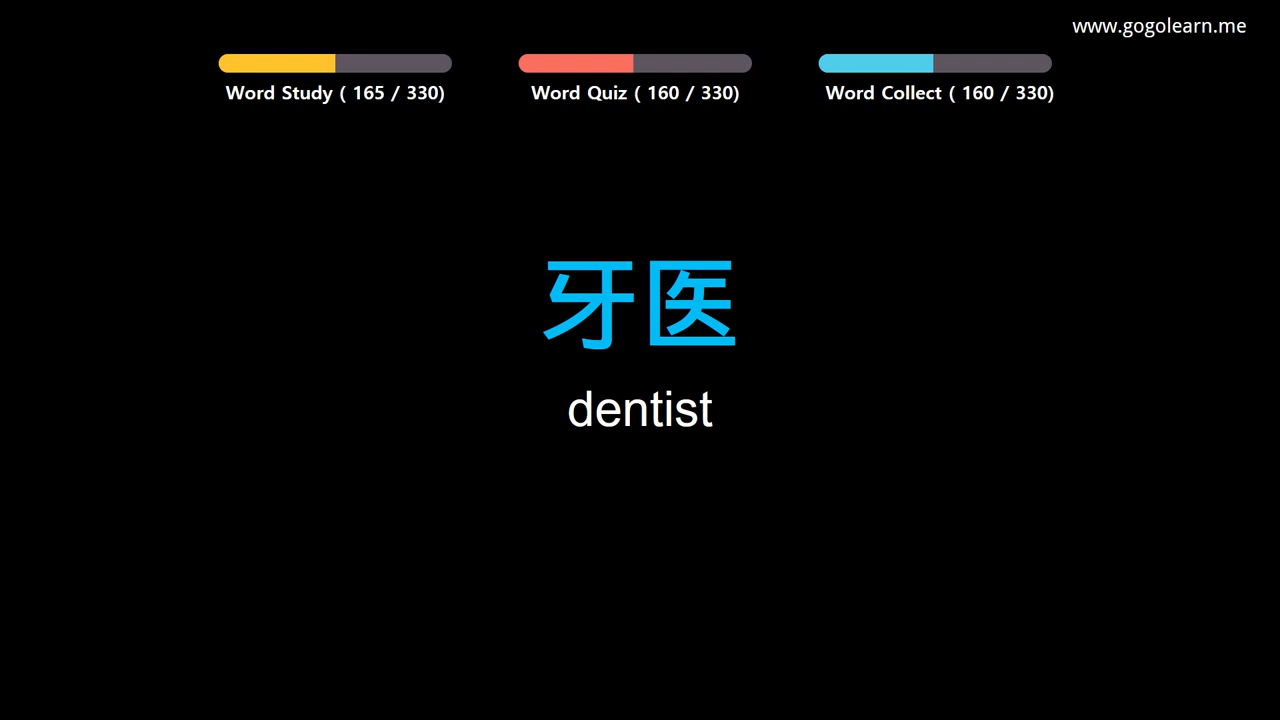 www.gogolearn.me
Word Study ( 165 / 330)
Word Quiz ( 160 / 330)
Word Collect ( 160 / 330)
牙医
dentist